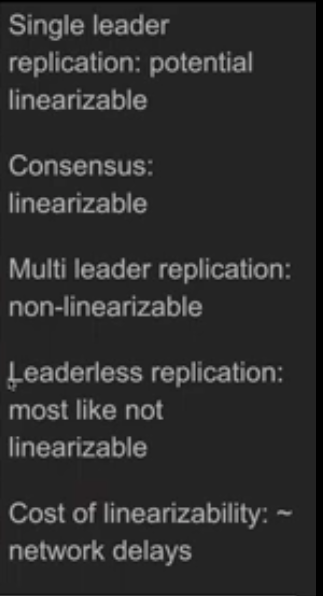 Single leader
replication: potential
linearizable
Consensus:
linearizable
Multi leader replication:
non-linearizable
Leaderless replication:
most like not
linearizable
Cost of linearizability: ~
network delays